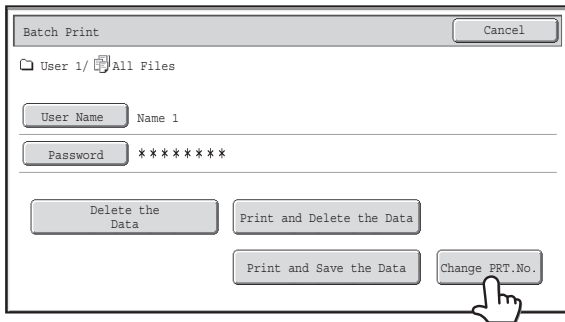 Batch Print
Cancel
User 1/ All Files
User Name
Name 1
Password
********
Delete the
Data
Print and Delete the Data
Print and Save the Data
Change PRT.No.